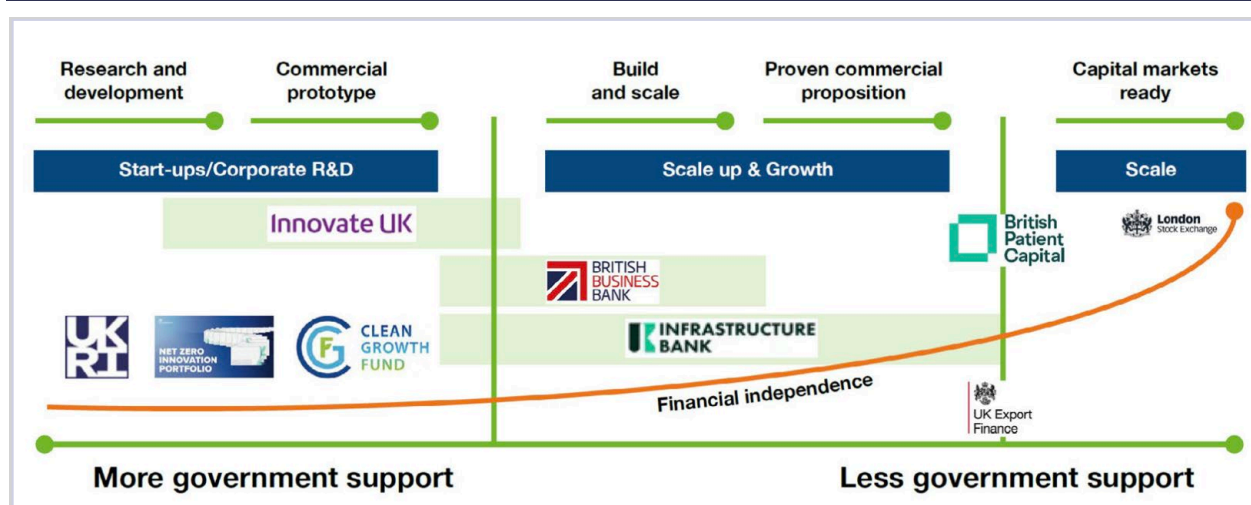 Research and
development
Commercial
prototype
Build
and scale
Proven commercial
proposition
Capital markets
ready
Start-ups/Corporate R&D
Scale up & Growth
Scale
Innovate UK
BRITISH
BUSINESS
BANK
British
Patient
Capital
London
Stock Exchange
UK
RI
NET ZERO
INNOVATION
PORTFOLIO
CGF
CLEAN
GROWTH
FUND
UK INFRASTRUCTURE
BANK
Financial independence
UK Export
Finance
More government support
Less government support